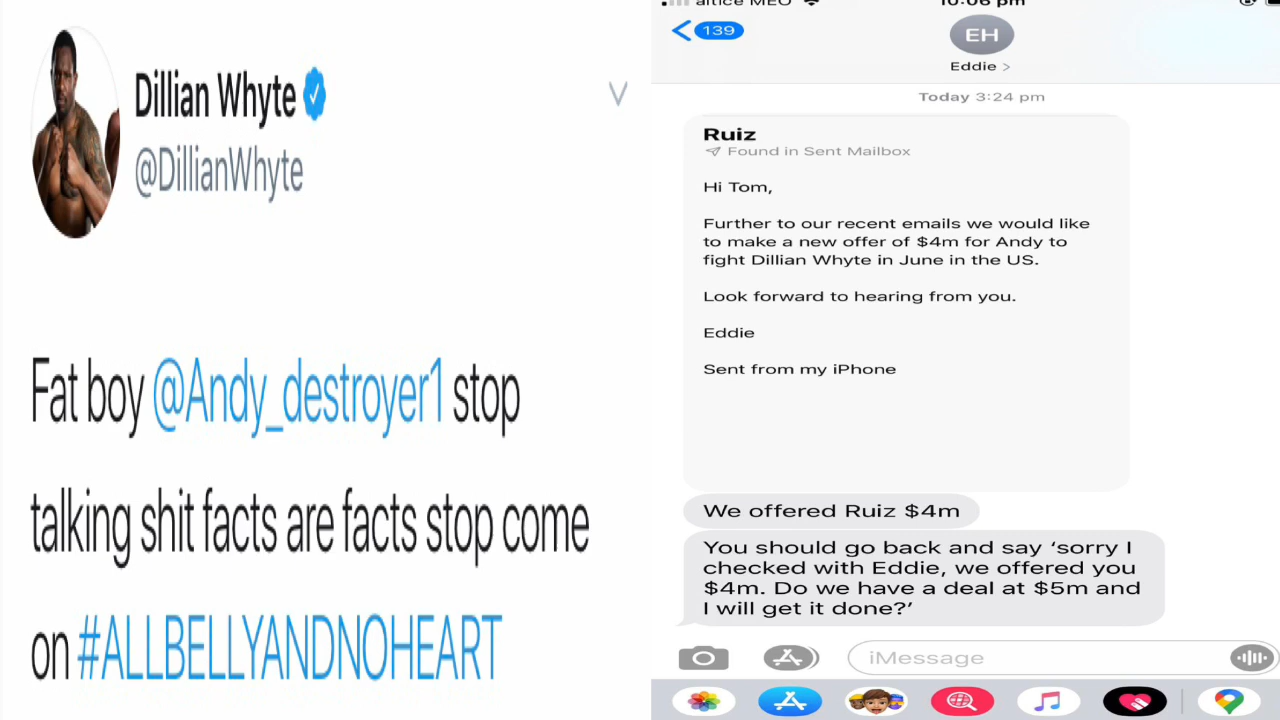 Dillian Whyte
@DillianWhyte
Fat boy @Andy_destroyer1 stop
talking shit facts are facts stop come
on #ALLBELLYANDNOHEART
altice MEO
10:06 pm
139
EH
Eddie >
Today 3:24 pm
Ruiz
Found in Sent Mailbox
Hi Tom,
Further to our recent emails we would like
to make a new offer of $4m for Andy to
fight Dillian Whyte in June in the US.
Look forward to hearing from you.
Eddie
Sent from my iPhone
We offered Ruiz $4m
You should go back and say ‘sorry I
checked with Eddie, we offered you
$4m. Do we have a deal at $5m and
I will get it done?’
iMessage